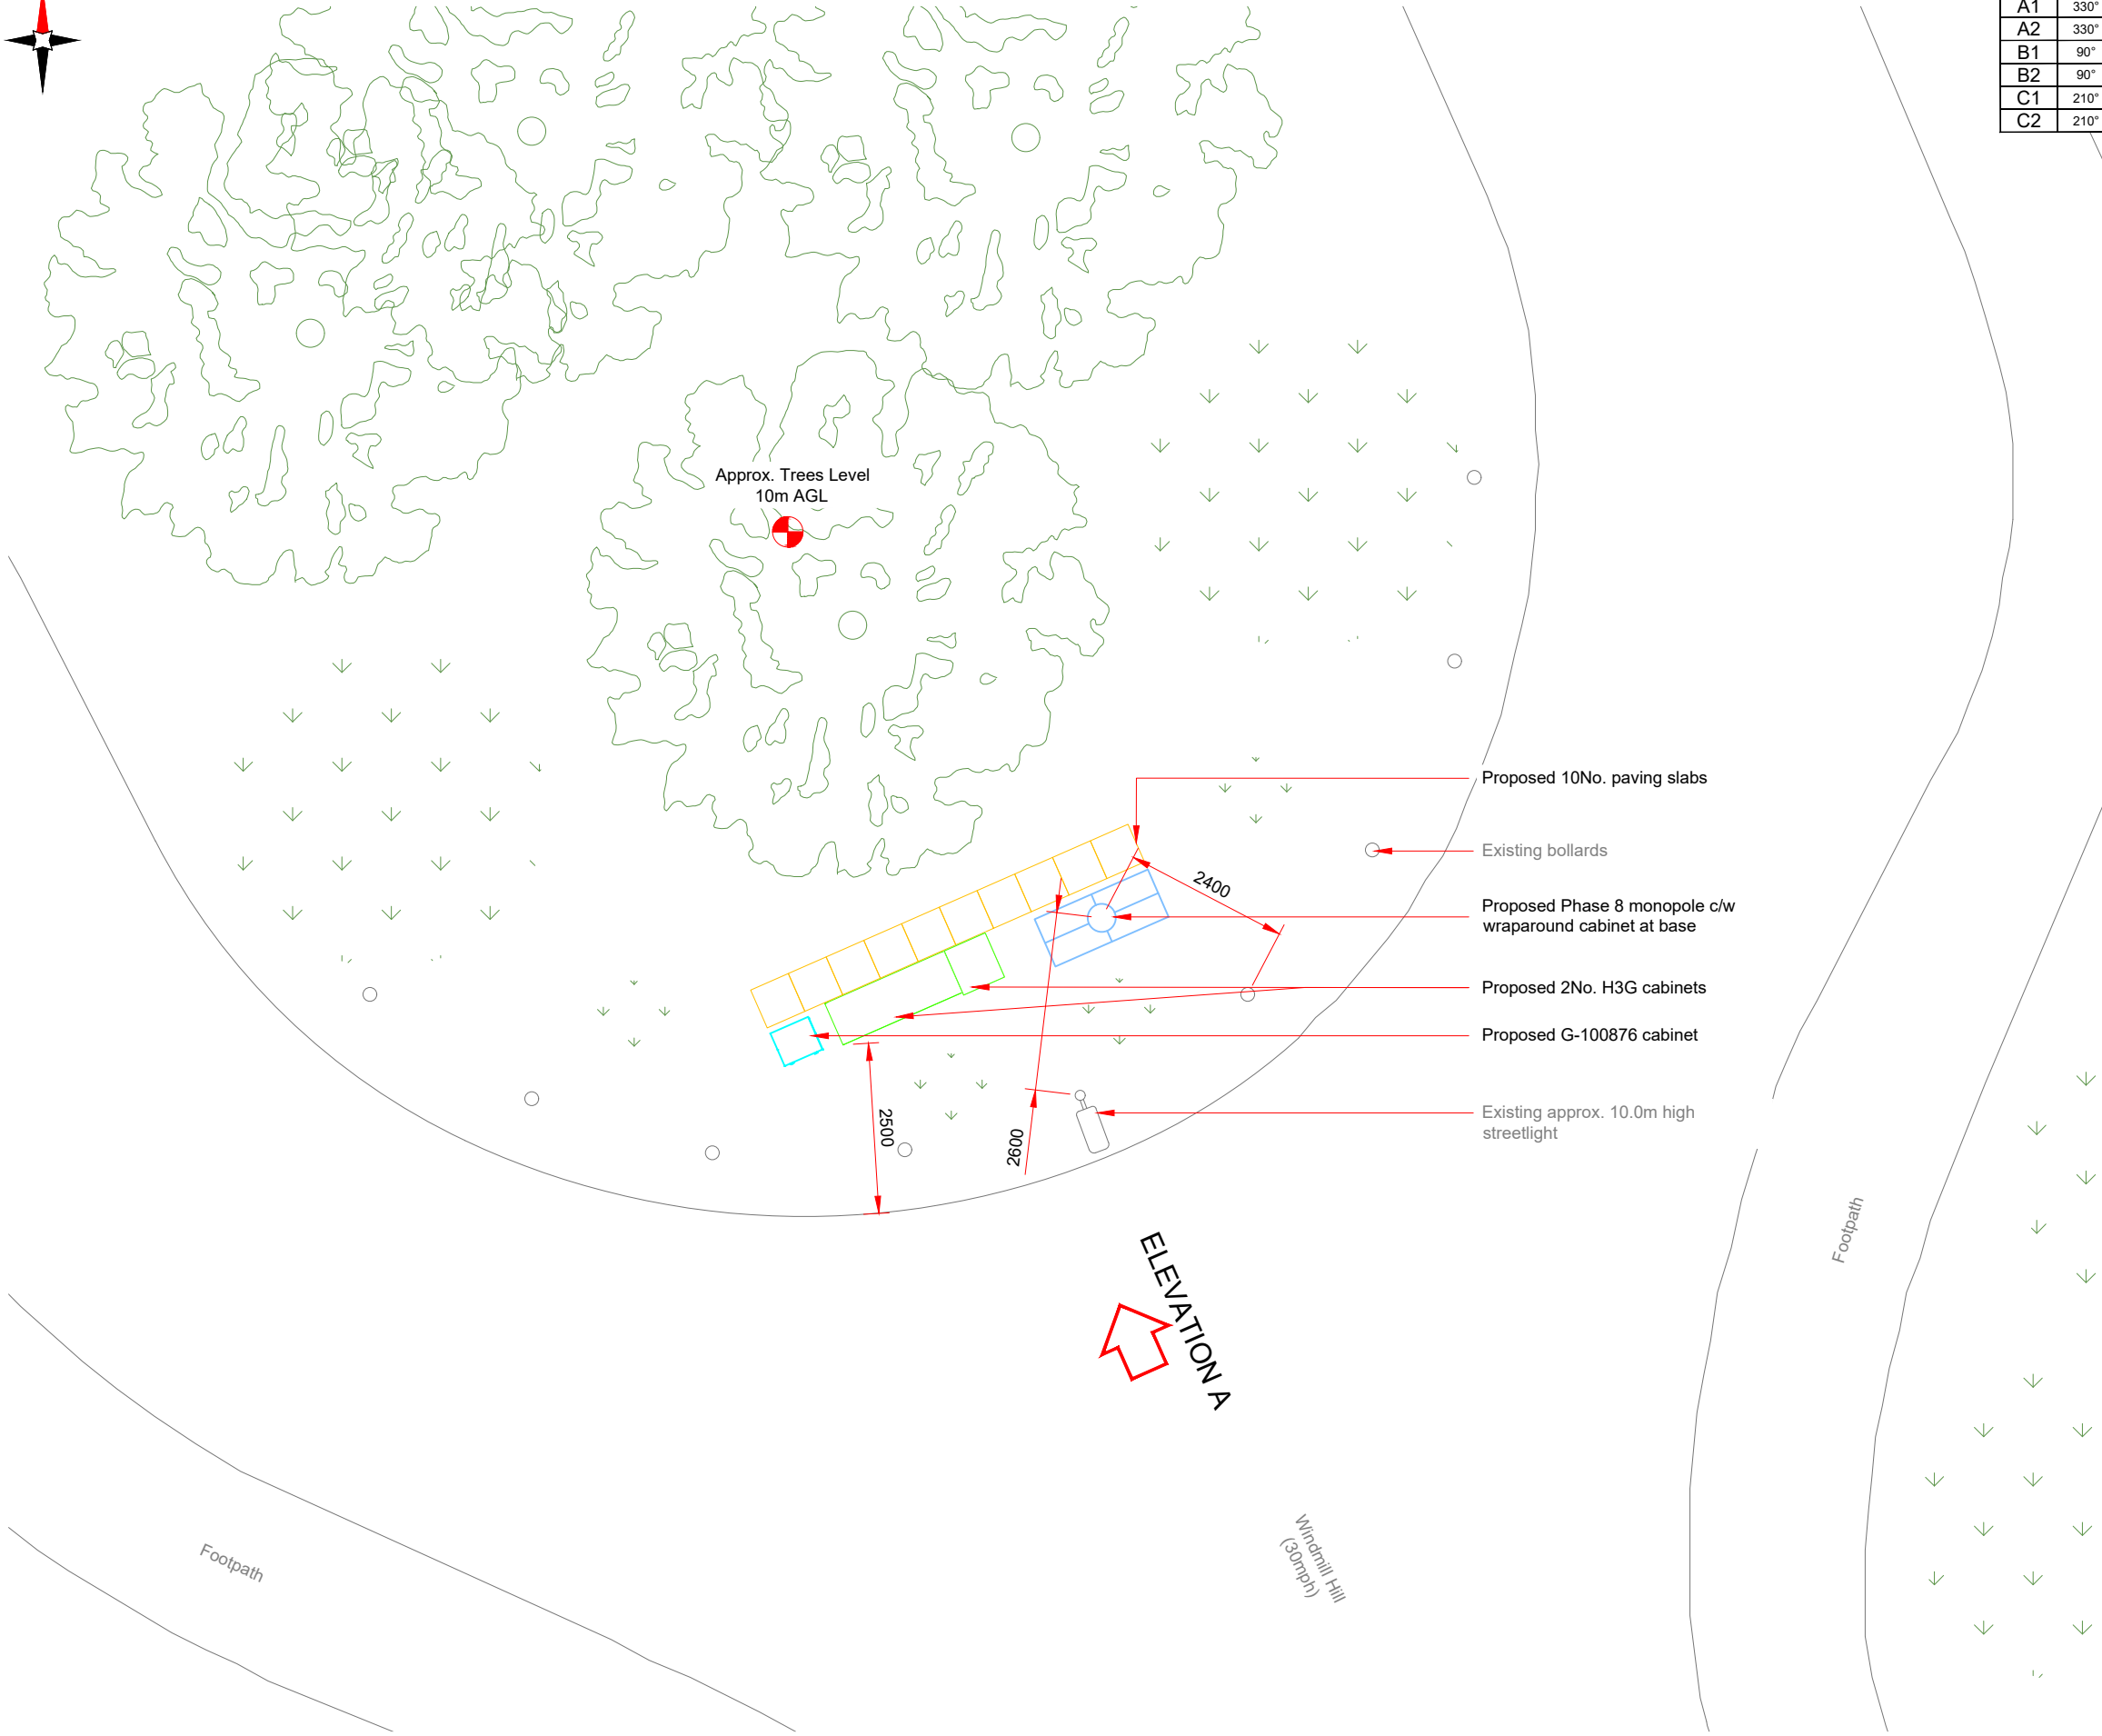 A1 330°
A2 330°
B1 90°
B2 90°
C1 210°
C2 210°
Approx. Trees Level
10m AGL
Proposed 10No. paving slabs
Existing bollards
2400
Proposed Phase 8 monopole c/w
wraparound cabinet at base
Proposed 2No. H3G cabinets
Proposed G-100876 cabinet
Existing approx. 10.0m high
streetlight
2500
2600
Footpath
ELEVATION A
Windmill Hill
(30mph)
Footpath